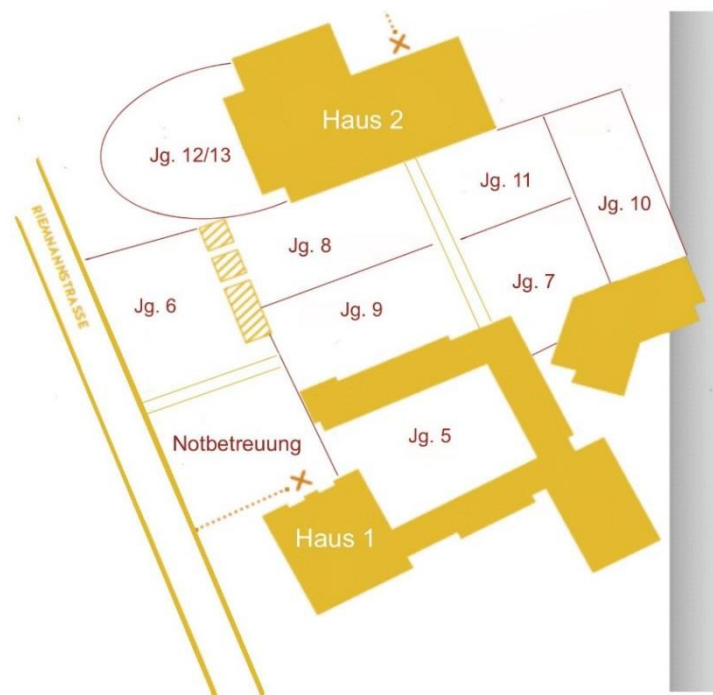 Haus 2
Jg. 12/13
Jg. 11
Jg. 10
RIEMANNSTRASSE
Jg. 8
Jg. 7
Jg. 6
Jg. 9
Notbetreuung
Jg. 5
Haus 1